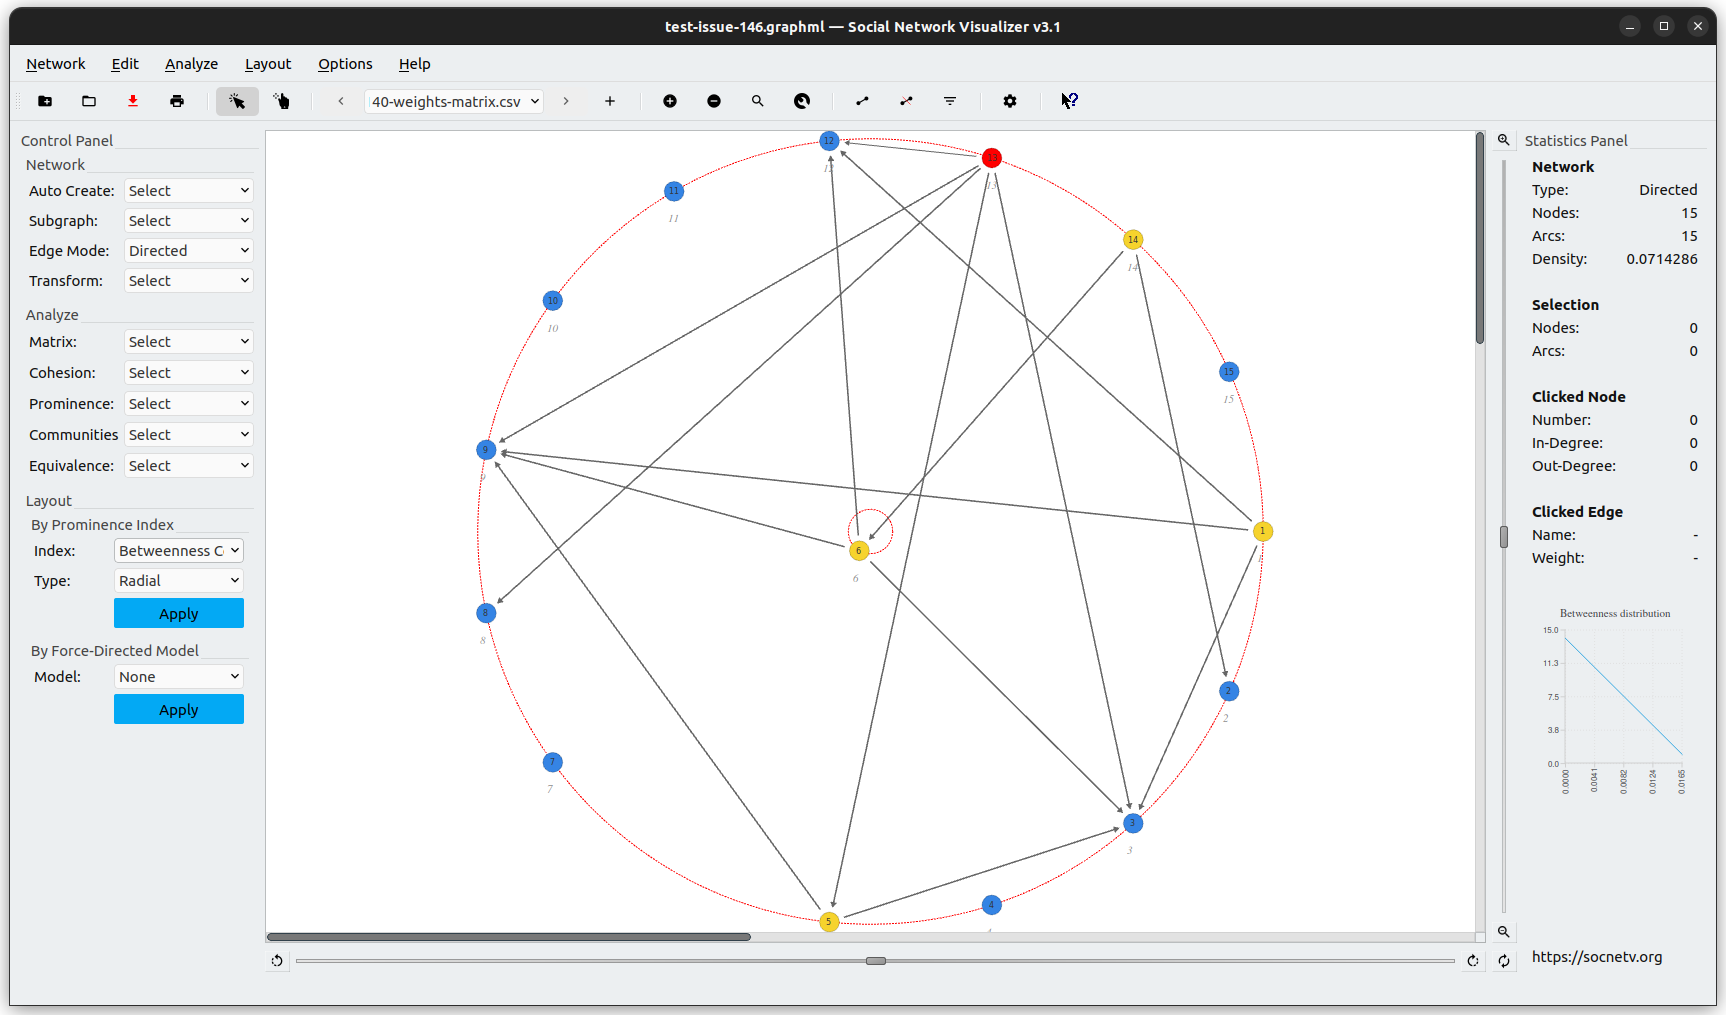 test-issue-146.graphml — Social Network Visualizer v3.1
Network Edit Analyze Layout Options Help
40-weights-matrix.csv
Control Panel
Network
Auto Create: Select
Subgraph: Select
Edge Mode: Directed
Transform: Select
Analyze
Matrix: Select
Cohesion: Select
Prominence: Select
Communities Select
Equivalence: Select
Layout
By Prominence Index
Index: Betweenness C
Type: Radial
Apply
By Force-Directed Model
Model: None
Apply
12
12
13
13
11
11
14
14
10
10
15
15
9
9
1
6
6
8
8
2
2
7
7
3
3
4
5
Statistics Panel
Network
Type: Directed
Nodes: 15
Arcs: 15
Density: 0.0714286
Selection
Nodes: 0
Arcs: 0
Clicked Node
Number: 0
In-Degree: 0
Out-Degree: 0
Clicked Edge
Name: -
Weight: -
Betweenness distribution
15.0
11.3
7.5
3.8
0.0
0.0000
0.0041
0.0082
0.0124
0.0165
https://socnetv.org